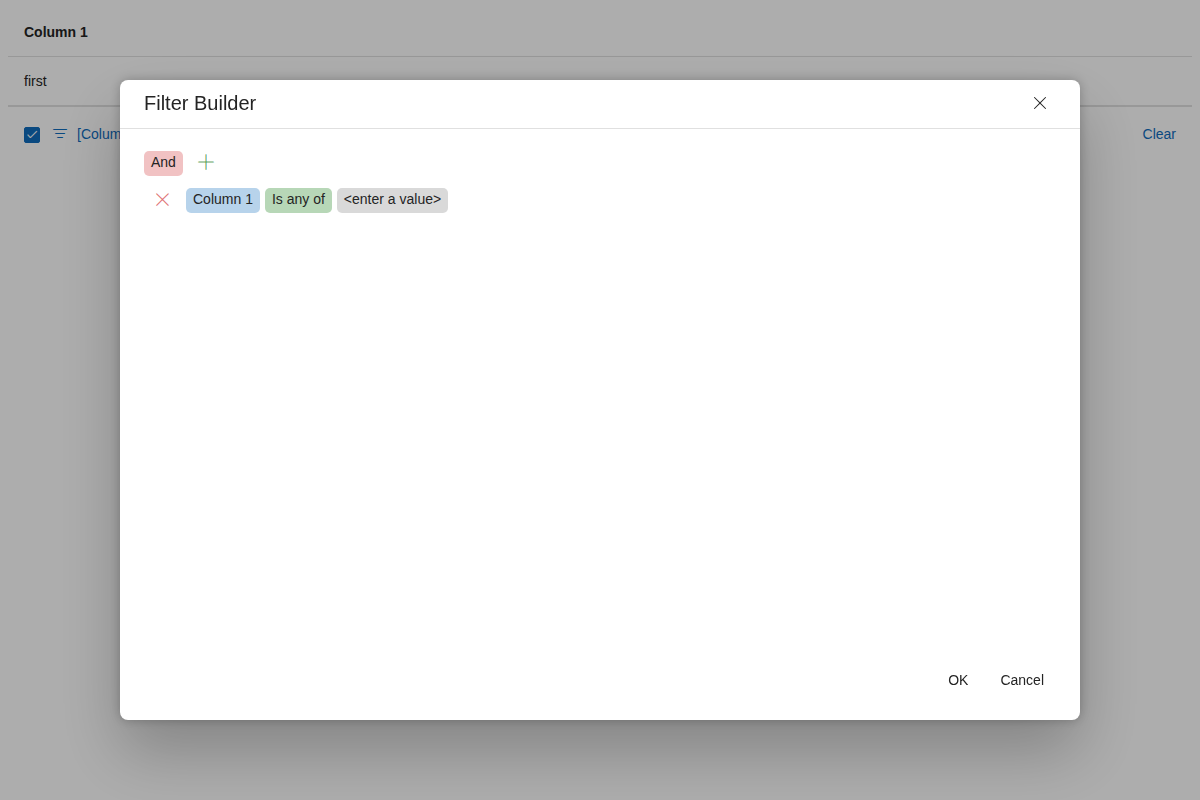 Column 1
first
Filter Builder
[Colum
Clear
And
Column 1 Is any of <enter a value>
OK Cancel